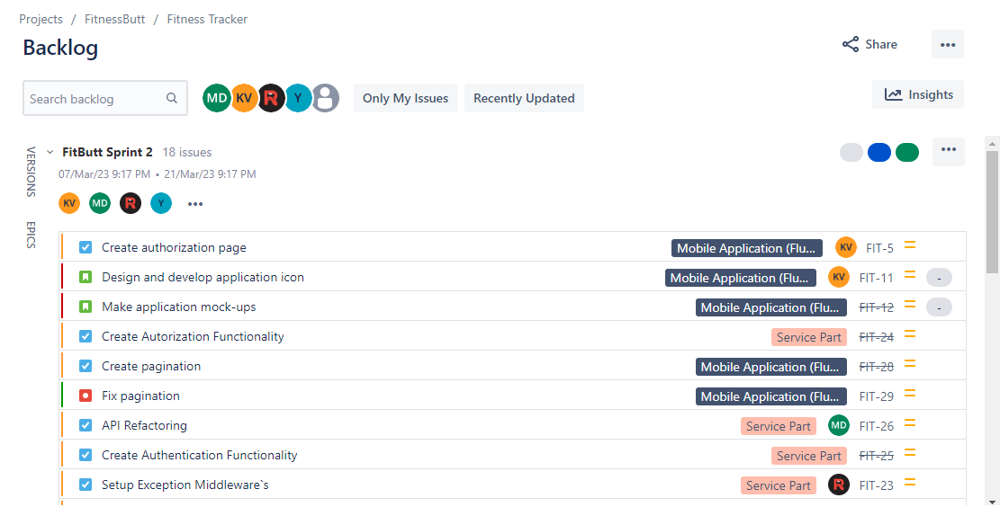 Projects / FitnessButt / Fitness Tracker
Backlog
Share
Search backlog
MD KV R Y
Only My Issues
Recently Updated
Insights
VERSIONS
EPICS
FitButt Sprint 2 18 issues
07/Mar/23 9:17 PM • 21/Mar/23 9:17 PM
KV MD R Y
Create authorization page Mobile Application (Flu... KV FIT-5
Design and develop application icon Mobile Application (Flu... KV FIT-11 -
Make application mock-ups Mobile Application (Flu... FIT-12 -
Create Autorization Functionality Service Part FIT-24
Create pagination Mobile Application (Flu... FIT-28
Fix pagination Mobile Application (Flu... FIT-29
API Refactoring Service Part MD FIT-26
Create Authentication Functionality Service Part FIT-25
Setup Exception Middleware`s Service Part R FIT-23